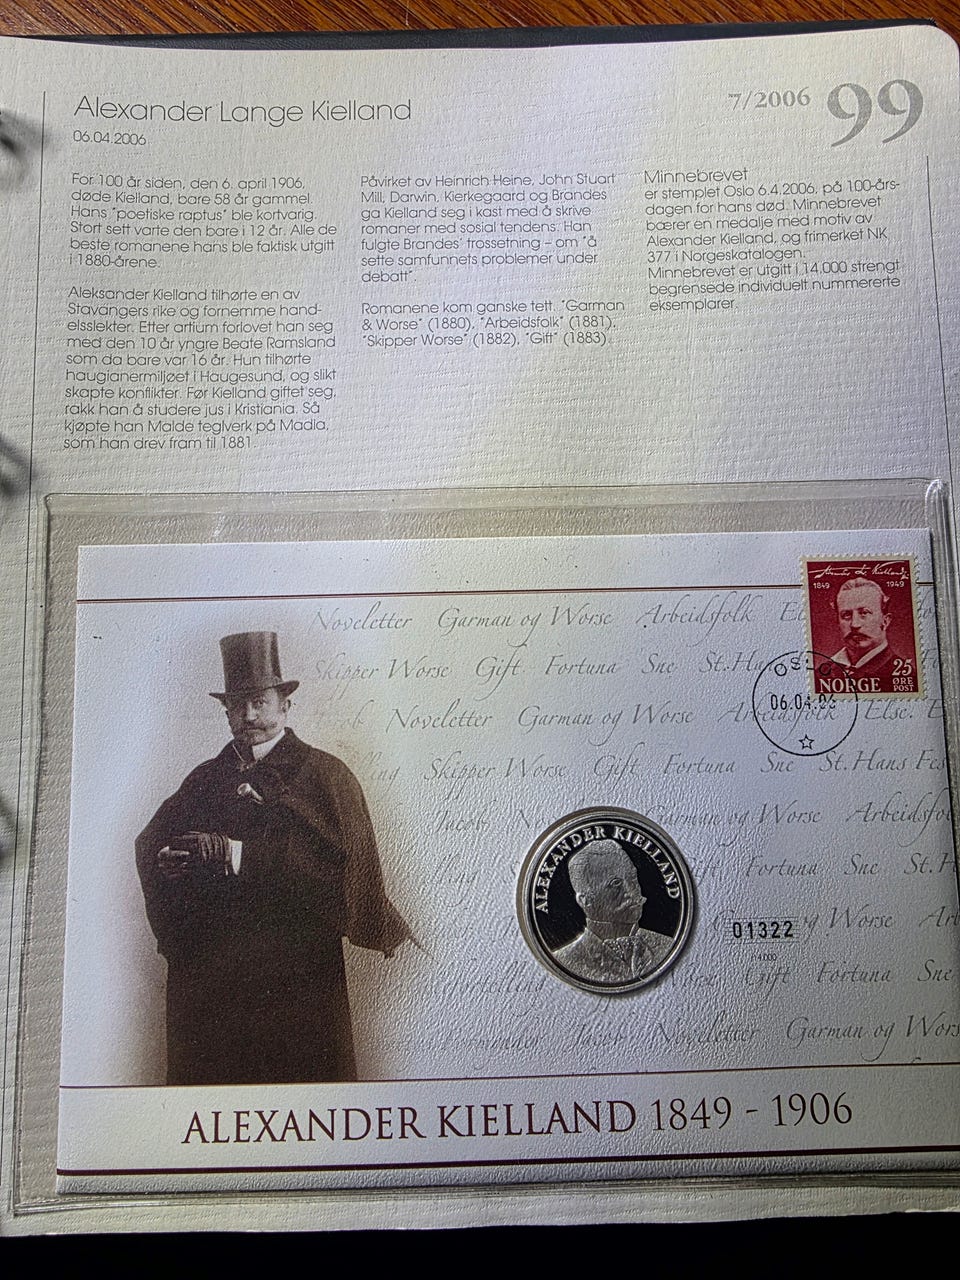 Alexander Lange Kielland
06.04.2006
7/2006 99
For 100 år siden, den 6. april 1906,
døde Kielland, bare 58 år gammel.
Hans "poetiske raptus" ble kortvarig.
Stort sett varte den bare i 12 år. Alle de
beste romanene hans ble faktisk utgitt
i 1880-årene.
Aleksander Kielland tilhørte en av
Stavangers rike og fornemme hand-
elsslekter. Etter artium forlovet han seg
med den 10 år yngre Beate Ramsland
som da bare var 16 år. Hun tilhørte
haugianermiljøet i Haugesund, og slikt
skapte konflikter. Før Kielland giftet seg,
rakk han å studere jus i Kristiania. Så
kjøpte han Malde teglverk på Madla,
som han drev fram til 1881.
Påvirket av Heinrich Heine, John Stuart
Mill, Darwin, Kierkegaard og Brandes
ga Kielland seg i kast med å skrive
romaner med sosial tendens. Han
fulgte Brandes' trossetning – om "å
sette samfunnets problemer under
debatt".
Romanene kom ganske tett. "Garman
& Worse" (1880), "Arbeidsfolk" (1881),
"Skipper Worse" (1882), "Gift" (1883).
Minnebrevet
er stemplet Oslo 6.4.2006, på 100-års-
dagen for hans død. Minnebrevet
bærer en medalje med motiv av
Alexander Kielland, og frimerket NK
377 i Norgeskatalogen.
Minnebrevet er utgitt i 14.000 strengt
begrensede individuelt nummererte
eksemplarer.
1849 1949
25
NORGE ØRE
POST
OSLO
06.04.06
Noveletter Garman og Worse Arbeidsfolk
Skipper Worse Gift Fortuna Sne
Noveletter Garman og Worse Arbeidsfolk Else
Skipper Worse Gift Fortuna Sne St.Hans Fes
Jacob Garman og Worse Arbeidsfol
Gift Fortuna Sne St.H
og Worse
Gift Fortuna Sne
Jacob Noveletter Garman og Wors
ALEXANDER KIELLAND
01322
14.000
ALEXANDER KIELLAND 1849 - 1906